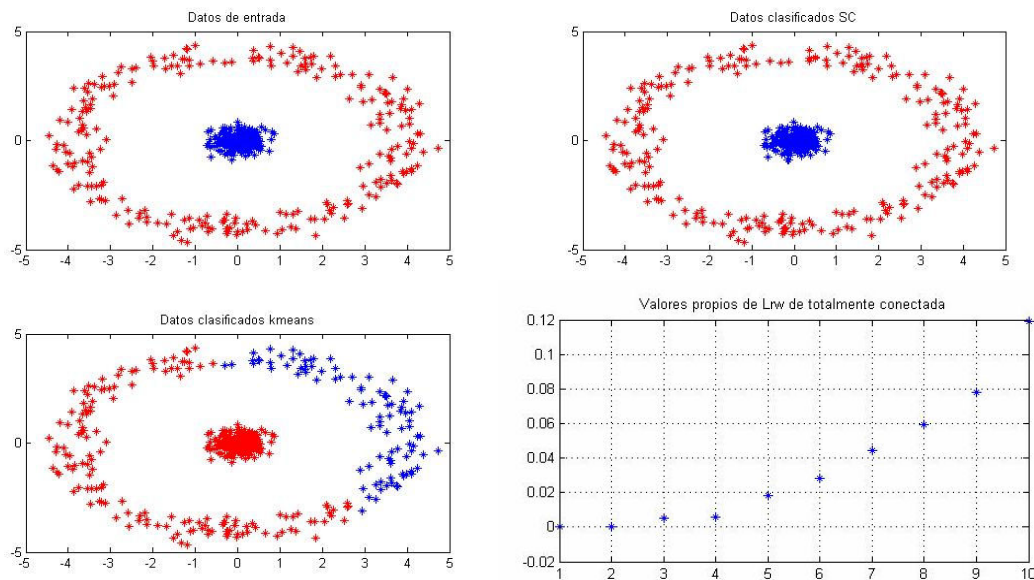 Datos de entrada
5
0
-5
-5 -4 -3 -2 -1 0 1 2 3 4 5
Datos clasificados SC
5
0
-5
-5 -4 -3 -2 -1 0 1 2 3 4 5
Datos clasificados kmeans
5
0
-5
-5 -4 -3 -2 -1 0 1 2 3 4 5
Valores propios de Lrw de totalmente conectada
0.12
0.1
0.08
0.06
0.04
0.02
0
-0.02
1 2 3 4 5 6 7 8 9 10